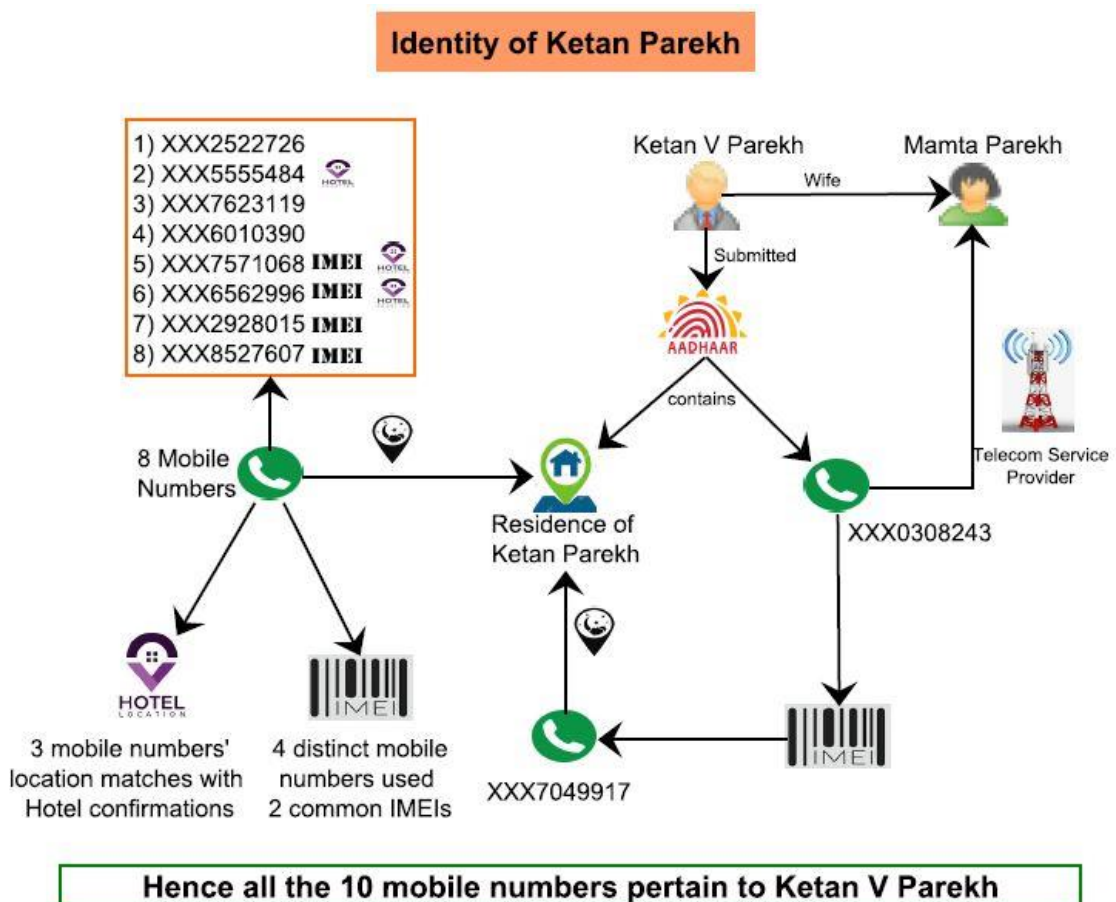 Identity of Ketan Parekh
1) XXX2522726
2) XXX5555484 HOTEL
3) XXX7623119
4) XXX6010390
5) XXX7571068 IMEI HOTEL
6) XXX6562996 IMEI HOTEL
7) XXX2928015 IMEI
8) XXX8527607 IMEI
Ketan V Parekh
Mamta Parekh
Wife
Submitted
AADHAAR
contains
Telecom Service
Provider
8 Mobile
Numbers
Residence of
Ketan Parekh
XXX0308243
HOTEL
LOCATION
IMEI
3 mobile numbers'
location matches with
Hotel confirmations
4 distinct mobile
numbers used
2 common IMEIs
XXX7049917
IMEI
Hence all the 10 mobile numbers pertain to Ketan V Parekh